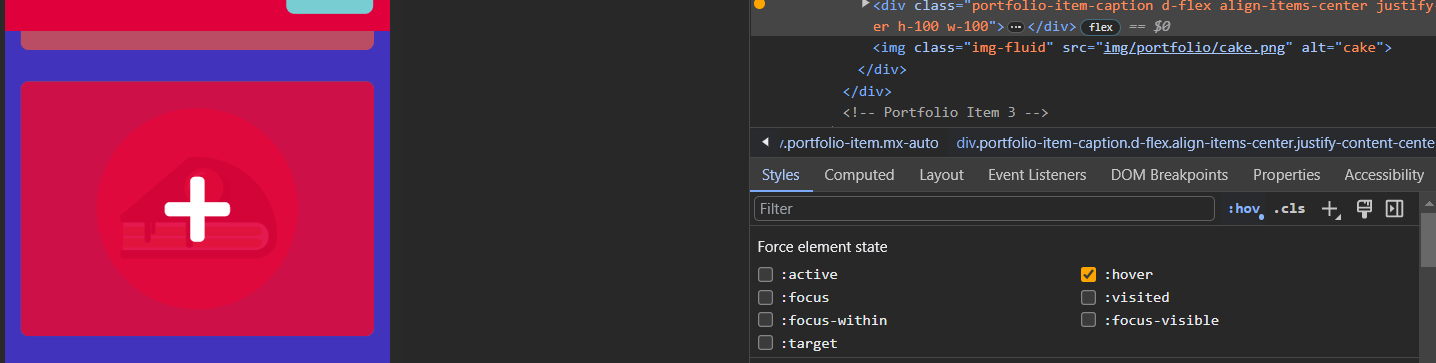 <div class="portfolio-item-caption d-flex align-items-center justify-
er h-100 w-100"> ⋯ </div> flex == $0
<img class="img-fluid" src="img/portfolio/cake.png" alt="cake">
</div>
</div>
<!-- Portfolio Item 3 -->
v.portfolio-item.mx-auto div.portfolio-item-caption.d-flex.align-items-center.justify-content-cente
Styles Computed Layout Event Listeners DOM Breakpoints Properties Accessibility
Filter :hov .cls
Force element state
:active :hover
:focus :visited
:focus-within :focus-visible
:target